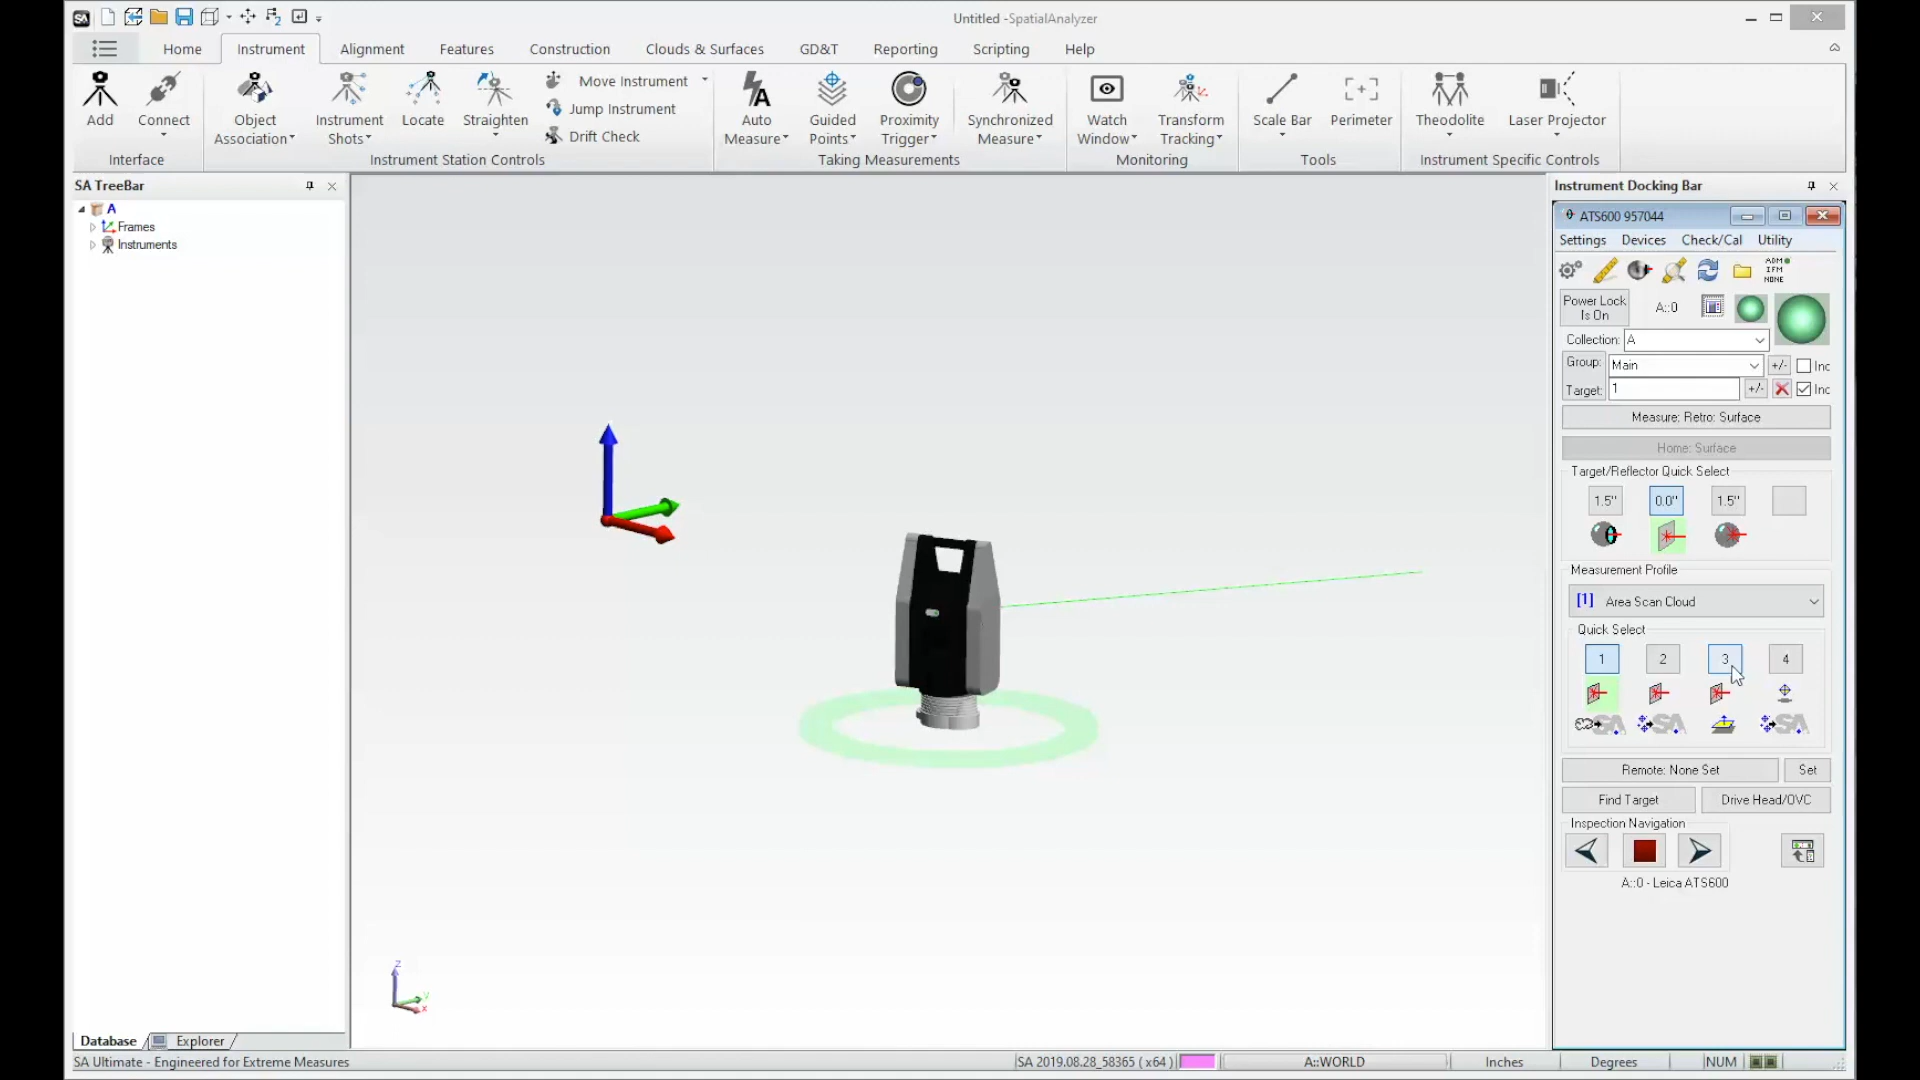 SA
Untitled -SpatialAnalyzer
Home Instrument Alignment Features Construction Clouds & Surfaces GD&T Reporting Scripting Help
Add
Connect
Interface
Object
Association
Instrument
Shots
Locate
Straighten
Move Instrument
Jump Instrument
Drift Check
Instrument Station Controls
Auto
Measure
Guided
Points
Proximity
Trigger
Synchronized
Measure
Taking Measurements
Watch
Window
Transform
Tracking
Monitoring
Scale Bar
Perimeter
Tools
Theodolite
Laser Projector
Instrument Specific Controls
SA TreeBar
A
Frames
Instruments
Instrument Docking Bar
ATS600 957044
Settings Devices Check/Cal Utility
ADM
IFM
NONE
Power Lock
Is On
A::0
Collection: A
Group: Main +/- Inc
Target: 1 +/- Inc
Measure: Retro: Surface
Home: Surface
Target/Reflector Quick Select
1.5" 0.0" 1.5"
Measurement Profile
[1] Area Scan Cloud
Quick Select
1 2 3 4
SA SA SA
Remote: None Set Set
Find Target Drive Head/OVC
Inspection Navigation
A::0 - Leica ATS600
Z
Y
X
Database Explorer
SA Ultimate - Engineered for Extreme Measures
SA 2019.08.28_58365 ( x64 ) A::WORLD Inches Degrees NUM